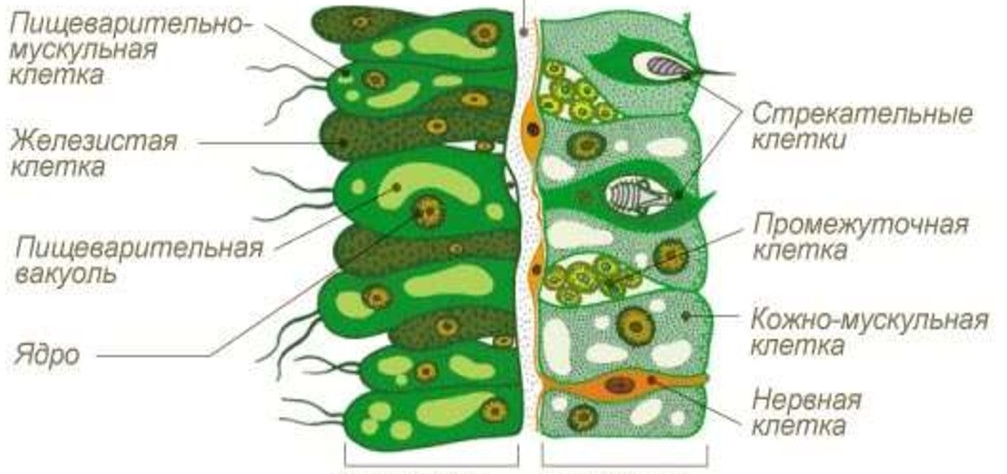 Пищеварительно-
мускульная
клетка
Железистая
клетка
Пищеварительная
вакуоль
Ядро
Стрекательные
клетки
Промежуточная
клетка
Кожно-мускульная
клетка
Нервная
клетка